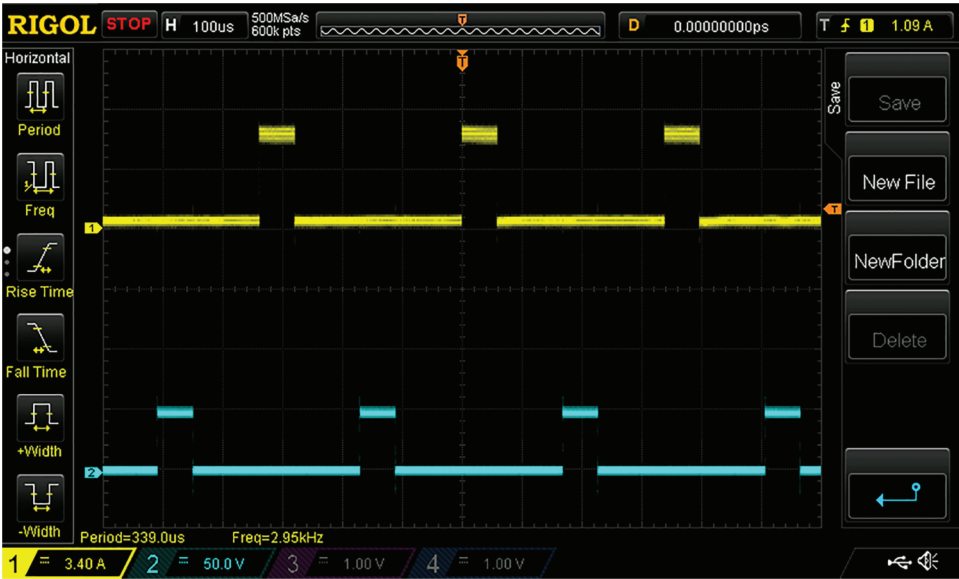 RIGOL STOP H 100us 500MSa/s D 0.00000000ps T 1 1.09 A
600k pts
T
Horizontal
T
Save
Save
Period
New File
Freq
1
T
NewFolder
Rise Time
Delete
Fall Time
+Width
2
-Width
Period=339.0us Freq=2.95kHz
1 = 3.40 A 2 = 50.0 V 3 = 1.00 V 4 = 1.00 V